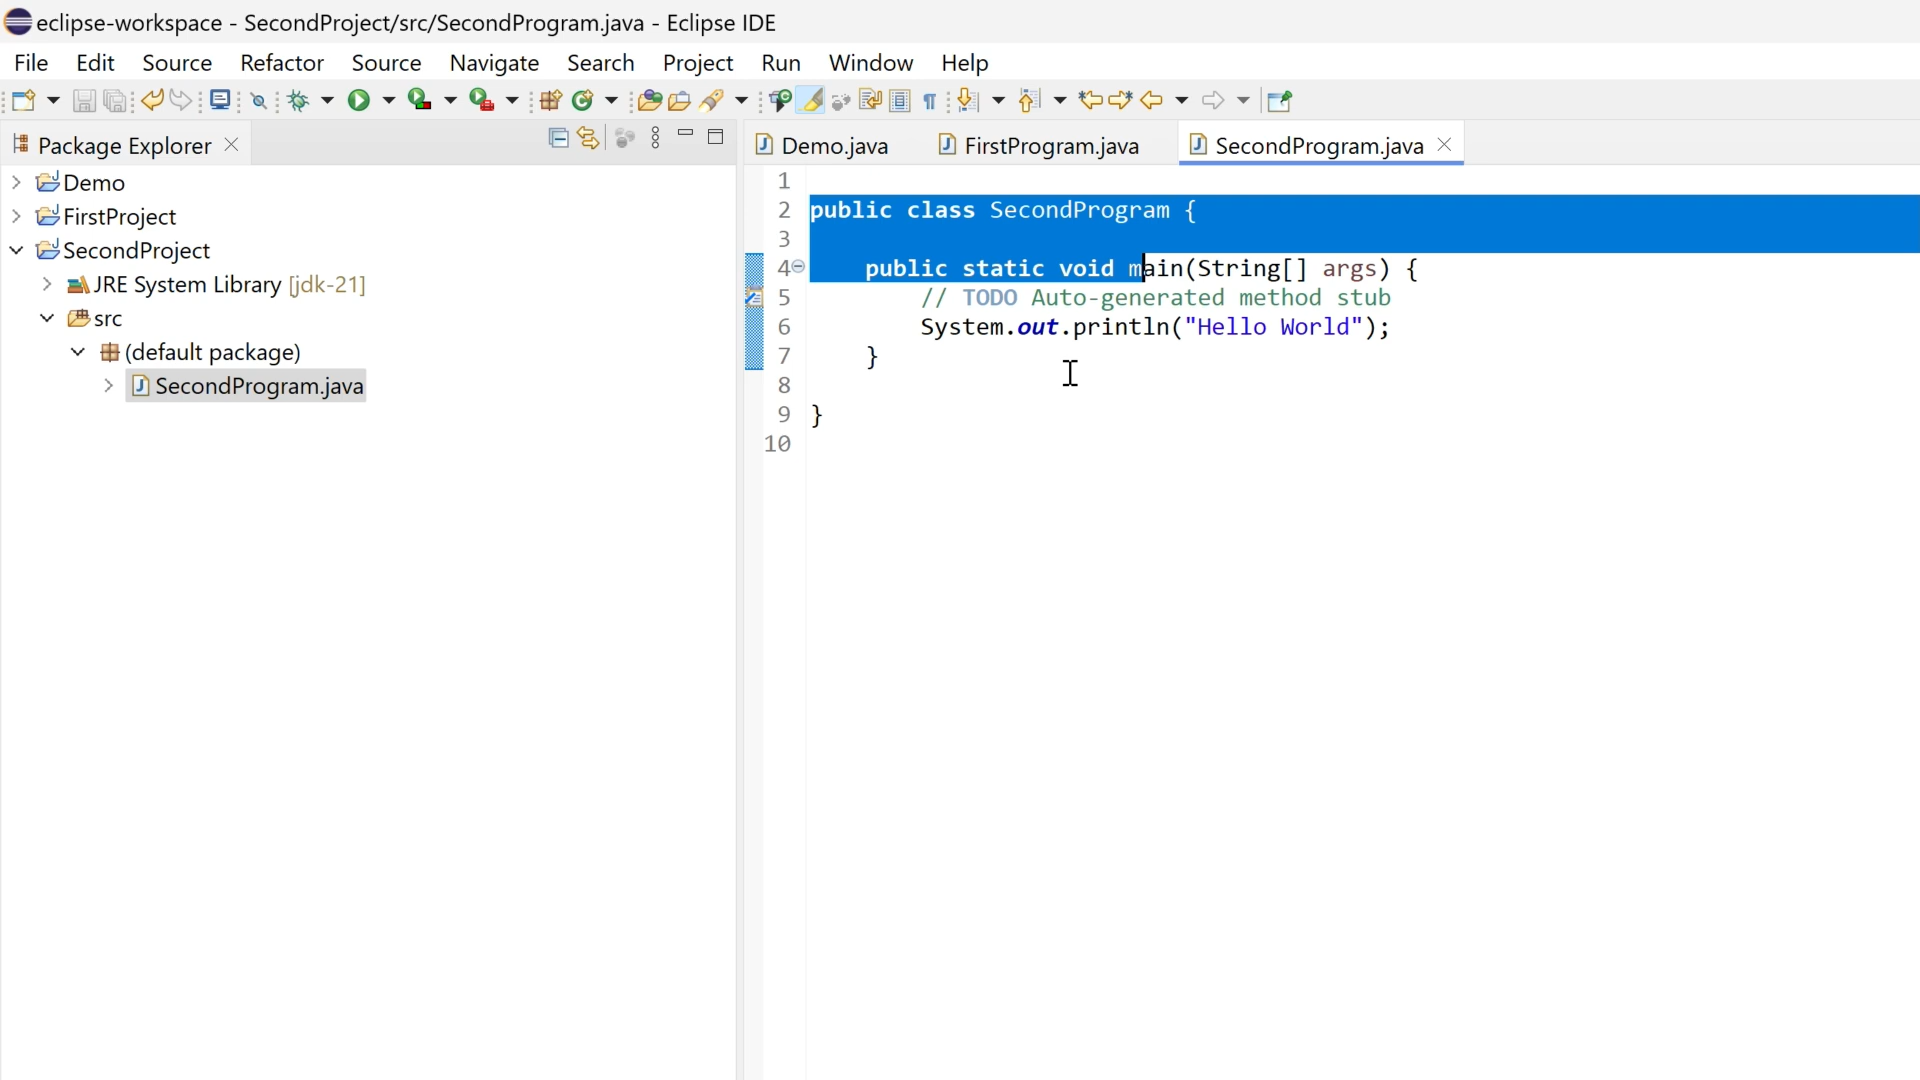 eclipse-workspace - SecondProject/src/SecondProgram.java - Eclipse IDE
File Edit Source Refactor Source Navigate Search Project Run Window Help
Package Explorer
Demo
FirstProject
SecondProject
JRE System Library [jdk-21]
src
(default package)
SecondProgram.java
Demo.java FirstProgram.java SecondProgram.java
1
2 public class SecondProgram {
3
4 public static void main(String[] args) {
5 // TODO Auto-generated method stub
6 System.out.println("Hello World");
7 }
8
9 }
10